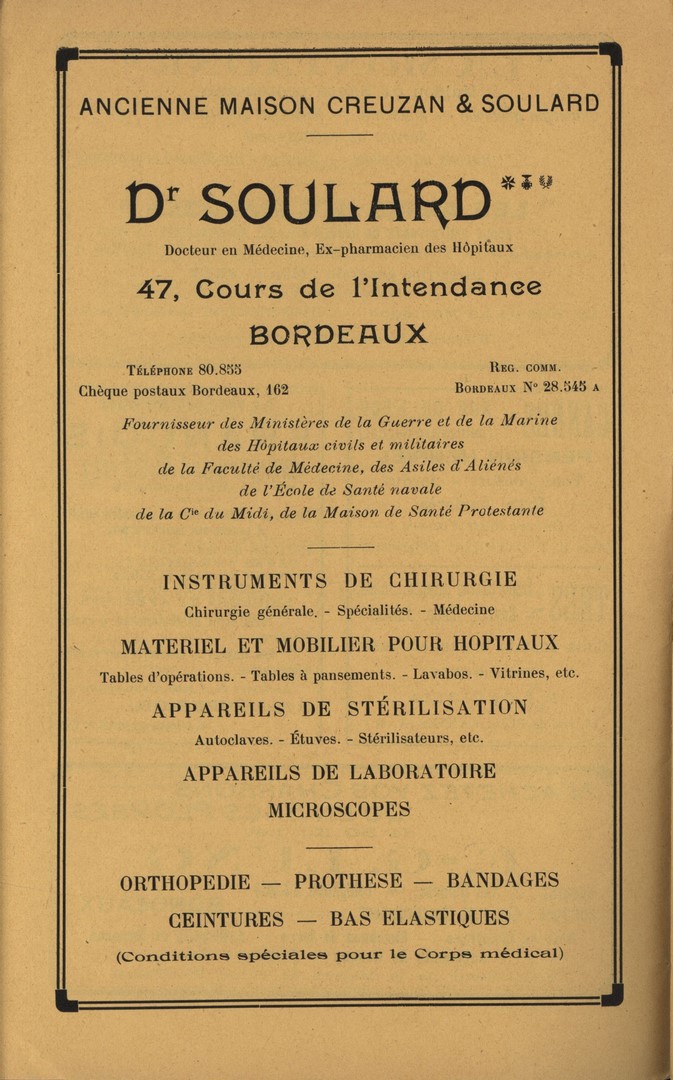 ANCIENNE MAISON CREUZAN & SOULARD
Dr SOULARD
Docteur en Médecine, Ex-pharmacien des Hôpitaux
47, Cours de l'Intendance
BORDEAUX
TÉLÉPHONE 80.855
REG. COMM.
Chèque postaux Bordeaux, 162
BORDEAUX No 28.545 A
Fournisseur des Ministères de la Guerre et de la Marine
des Hôpitaux civils et militaires
de la Faculté de Médecine, des Asiles d'Aliénés
de l'École de Santé navale
de la Cie du Midi, de la Maison de Santé Protestante
INSTRUMENTS DE CHIRURGIE
Chirurgie générale. - Spécialités. - Médecine
MATERIEL ET MOBILIER POUR HOPITAUX
Tables d'opérations. - Tables à pansements. - Lavabos. - Vitrines, etc.
APPAREILS DE STÉRILISATION
Autoclaves. - Étuves. - Stérilisateurs, etc.
APPAREILS DE LABORATOIRE
MICROSCOPES
ORTHOPEDIE — PROTHESE — BANDAGES
CEINTURES — BAS ELASTIQUES
(Conditions spéciales pour le Corps médical)